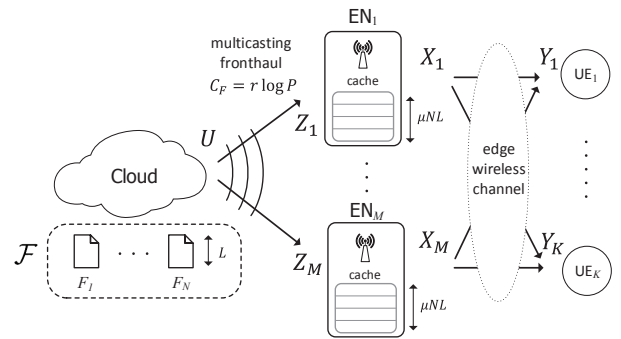 multicasting
fronthaul
C_F = r log P
U
Cloud
ℱ
F_1
. . .
F_N
L
Z_1
Z_M
EN_1
cache
μNL
EN_M
cache
μNL
X_1
X_M
edge
wireless
channel
Y_1
Y_K
UE_1
UE_K